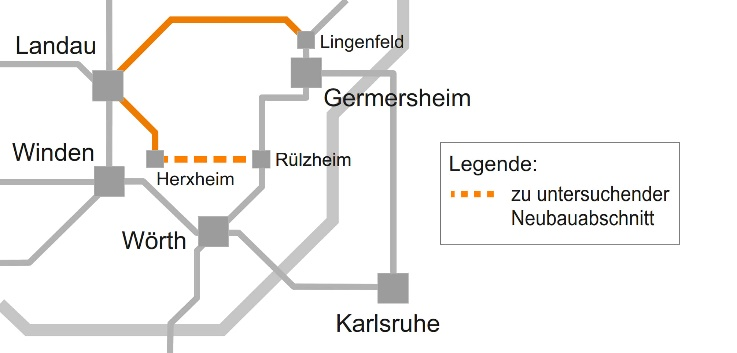 Landau
Lingenfeld
Germersheim
Winden
Herxheim
Rülzheim
Wörth
Karlsruhe
Legende:
zu untersuchender
Neubauabschnitt